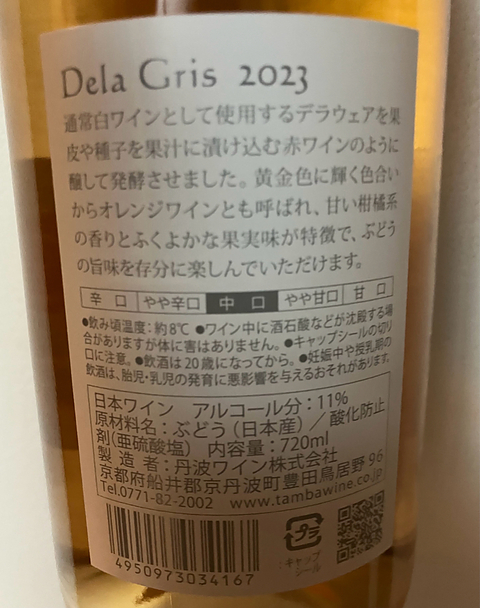 Dela Gris 2023
通常白ワインとして使用するデラウェアを果
皮や種子を果汁に漬け込む赤ワインのように
醸して発酵させました。黄金色に輝く色合い
からオレンジワインとも呼ばれ、甘い柑橘系
の香りとふくよかな果実味が特徴で、ぶどう
の旨味を存分に楽しんでいただけます。
辛 口 やや辛口 中 口 やや甘口 甘 口
●飲み頃温度：約8℃ ●ワイン中に酒石酸などが沈殿する場
合がありますが体に害はありません。●キャップシールの切り
口に注意。●飲酒は20歳になってから。●妊娠中や授乳期の
飲酒は、胎児・乳児の発育に悪影響を与えるおそれがあります。
日本ワイン アルコール分：11%
原材料名：ぶどう（日本産）／酸化防止
剤（亜硫酸塩） 内容量：720ml
製 造 者：丹波ワイン株式会社
京都府船井郡京丹波町豊田鳥居野 96
Tel.0771-82-2002 www.tambawine.co.jp
4950973034167
プラ
キャップ
シール